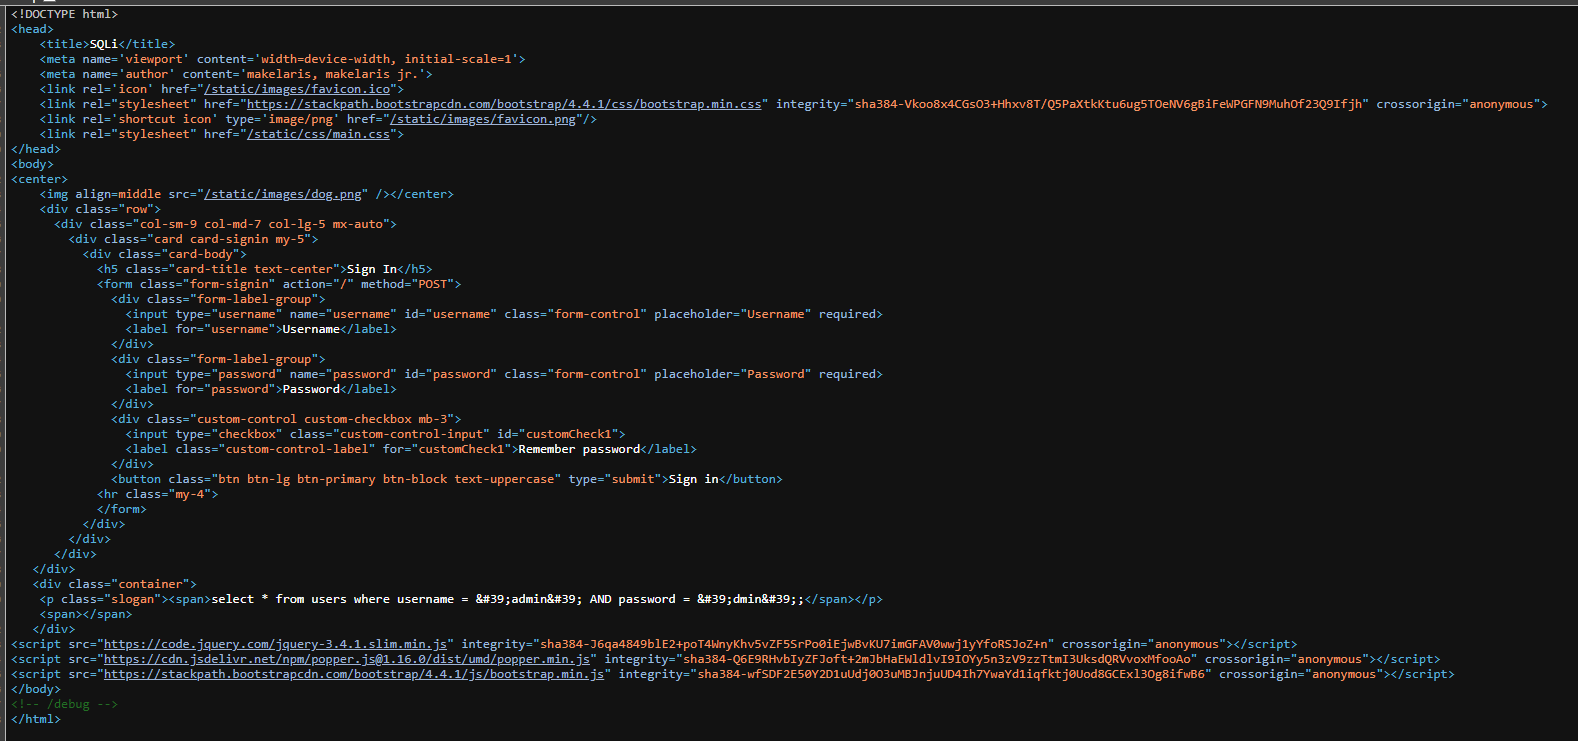 <!DOCTYPE html>
<head>
    <title>SQLi</title>
    <meta name='viewport' content='width=device-width, initial-scale=1'>
    <meta name='author' content='makelaris, makelaris jr.'>
    <link rel='icon' href="/static/images/favicon.ico">
    <link rel="stylesheet" href="https://stackpath.bootstrapcdn.com/bootstrap/4.4.1/css/bootstrap.min.css" integrity="sha384-Vkoo8x4CGsO3+Hhxv8T/Q5PaXtkKtu6ug5TOeNV6gBiFeWPGFN9MuhOf23Q9Ifjh" crossorigin="anonymous">
    <link rel='shortcut icon' type='image/png' href="/static/images/favicon.png"/>
    <link rel="stylesheet" href="/static/css/main.css">
</head>
<body>
<center>
    <img align=middle src="/static/images/dog.png" /></center>
    <div class="row">
      <div class="col-sm-9 col-md-7 col-lg-5 mx-auto">
        <div class="card card-signin my-5">
          <div class="card-body">
            <h5 class="card-title text-center">Sign In</h5>
            <form class="form-signin" action="/" method="POST">
              <div class="form-label-group">
                <input type="username" name="username" id="username" class="form-control" placeholder="Username" required>
                <label for="username">Username</label>
              </div>
              <div class="form-label-group">
                <input type="password" name="password" id="password" class="form-control" placeholder="Password" required>
                <label for="password">Password</label>
              </div>
              <div class="custom-control custom-checkbox mb-3">
                <input type="checkbox" class="custom-control-input" id="customCheck1">
                <label class="custom-control-label" for="customCheck1">Remember password</label>
              </div>
              <button class="btn btn-lg btn-primary btn-block text-uppercase" type="submit">Sign in</button>
            <hr class="my-4">
            </form>
          </div>
        </div>
      </div>
   </div>
   <div class="container">
    <p class="slogan"><span>select * from users where username = &#39;admin&#39; AND password = &#39;dmin&#39;;</span></p>
    <span></span>
   </div>
<script src="https://code.jquery.com/jquery-3.4.1.slim.min.js" integrity="sha384-J6qa4849blE2+poT4WnyKhv5vZF5SrPo0iEjwBvKU7imGFAV0wwj1yYfoRSJoZ+n" crossorigin="anonymous"></script>
<script src="https://cdn.jsdelivr.net/npm/popper.js@1.16.0/dist/umd/popper.min.js" integrity="sha384-Q6E9RHvbIyZFJoft+2mJbHaEWldlvI9IOYy5n3zV9zzTtmI3UksdQRVvoxMfooAo" crossorigin="anonymous"></script>
<script src="https://stackpath.bootstrapcdn.com/bootstrap/4.4.1/js/bootstrap.min.js" integrity="sha384-wfSDF2E50Y2D1uUdj0O3uMBJnjuUD4Ih7YwaYd1iqfktj0Uod8GCExl3Og8ifwB6" crossorigin="anonymous"></script>
</body>
<!-- /debug -->
</html>